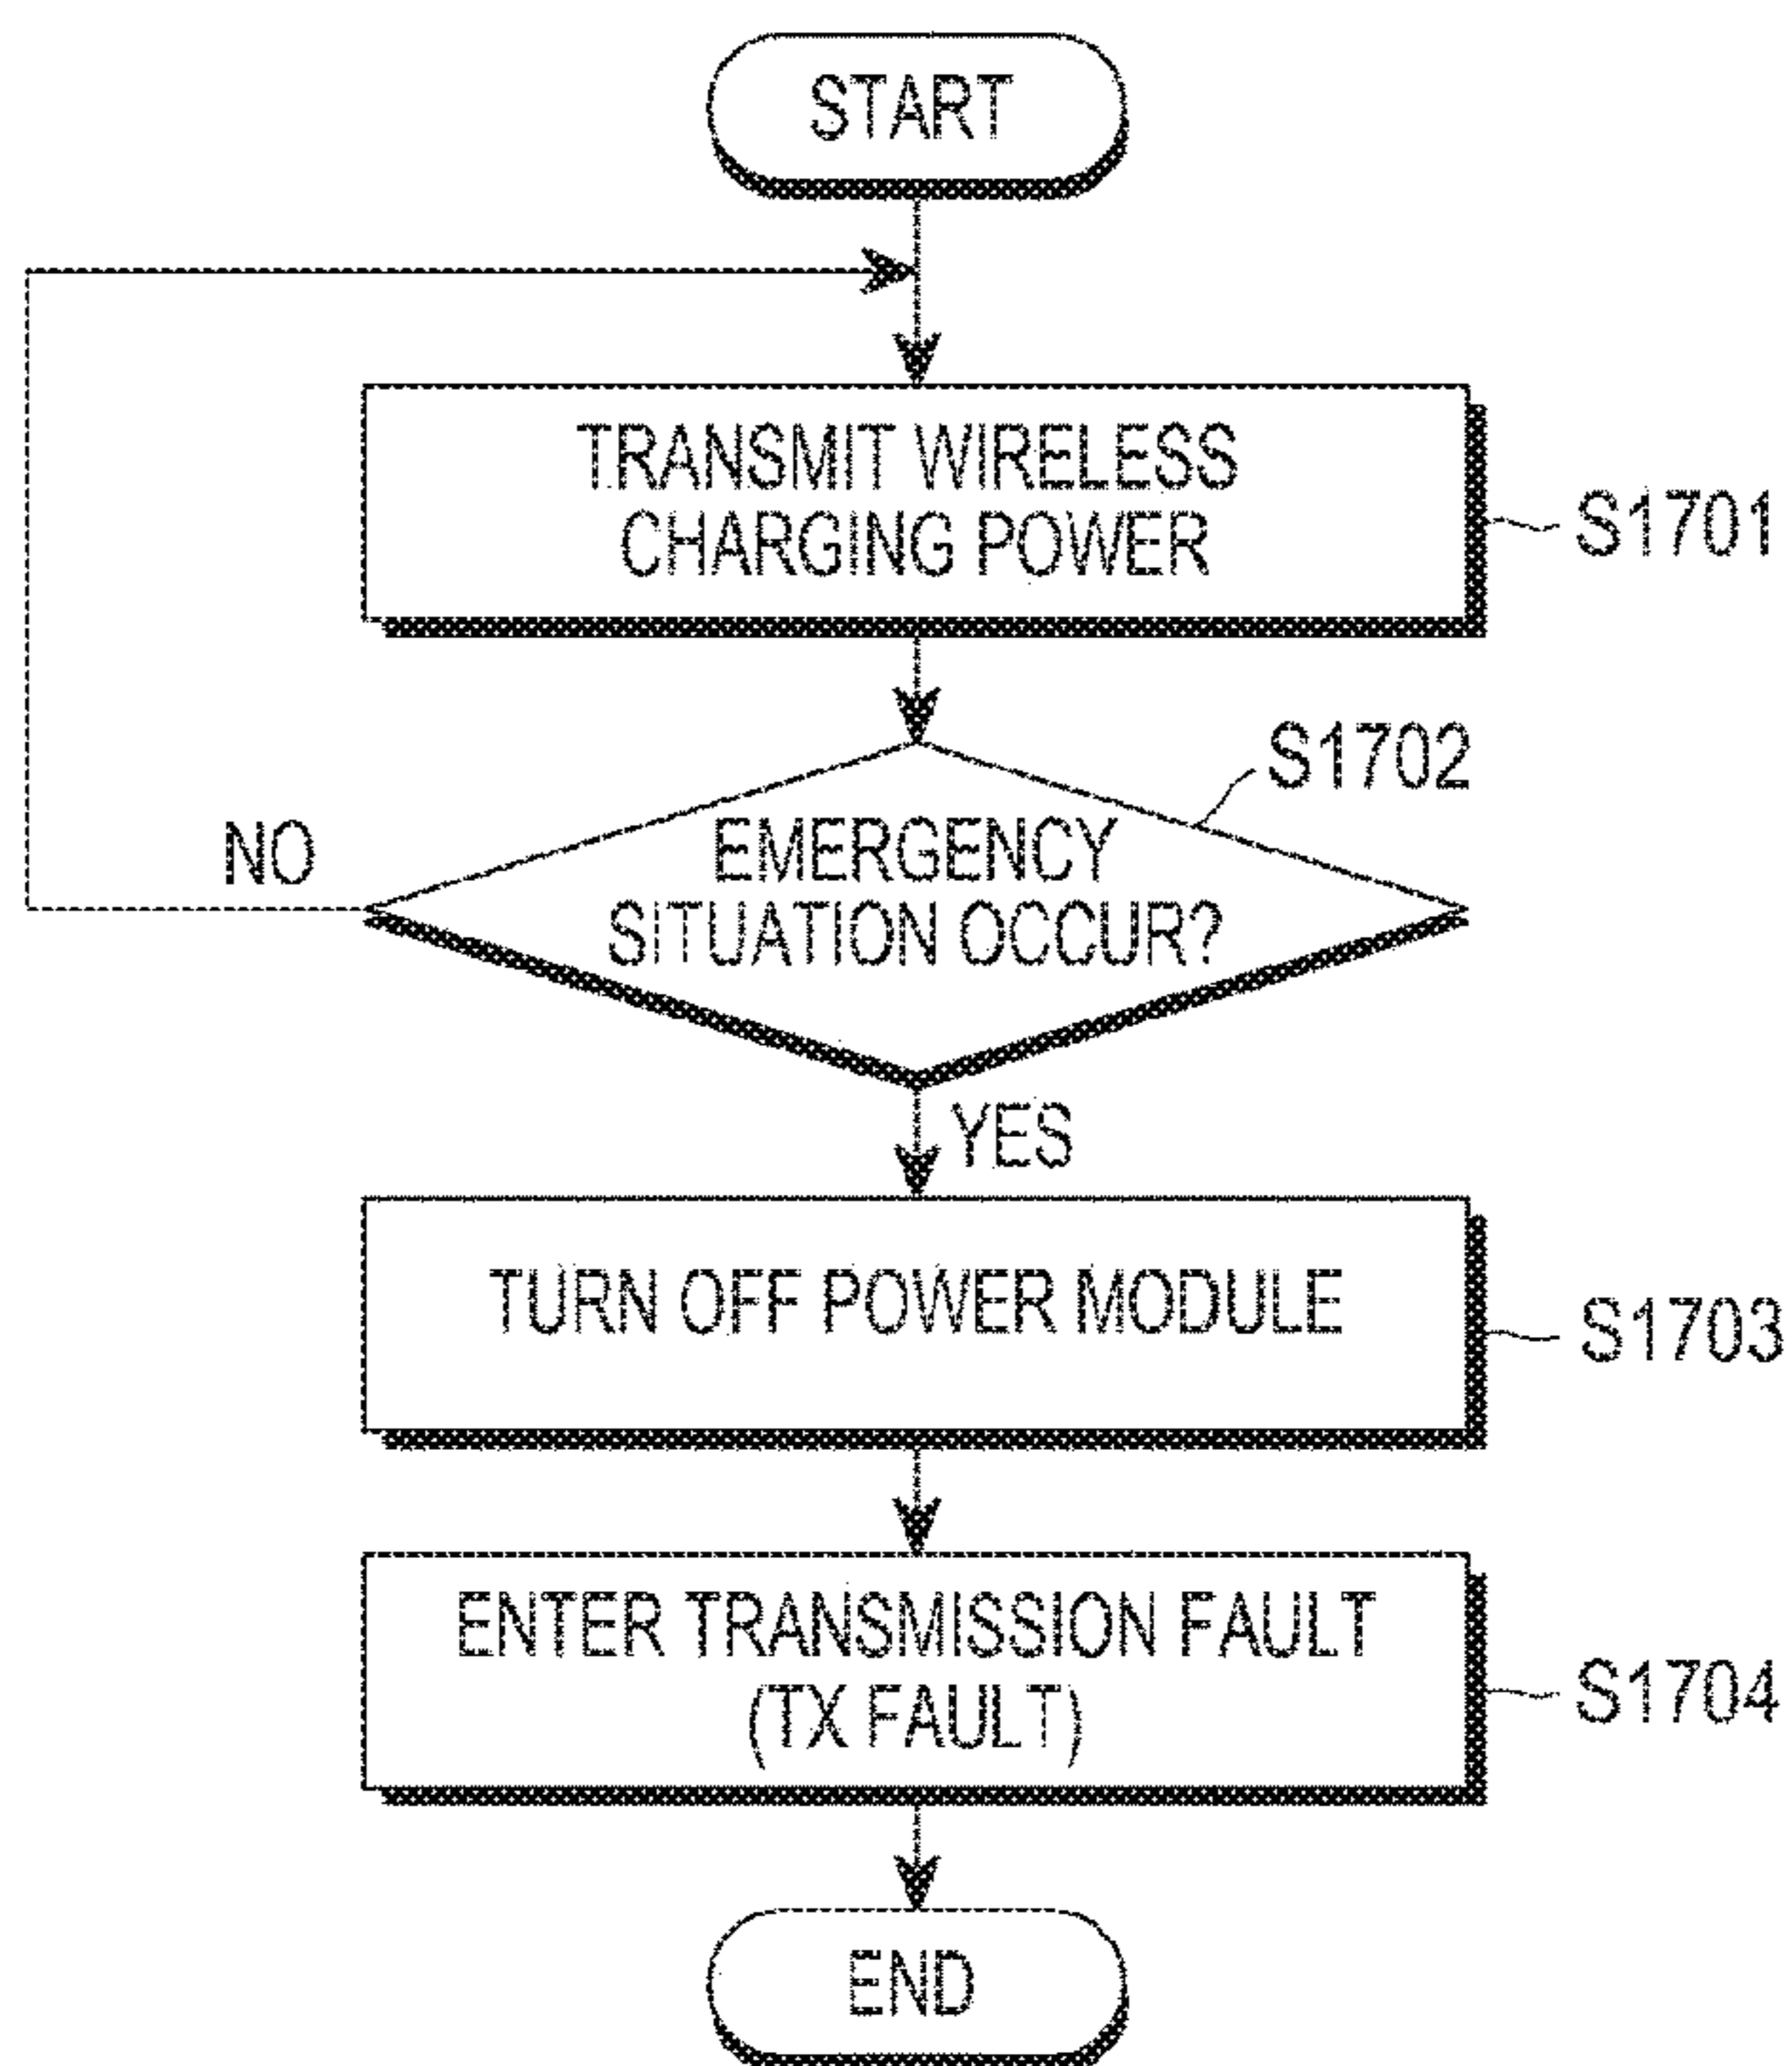 START
TRANSMIT WIRELESS
CHARGING POWER
S1701
S1702
EMERGENCY
SITUATION OCCUR?
NO
YES
TURN OFF POWER MODULE
S1703
ENTER TRANSMISSION FAULT
(TX FAULT)
S1704
END